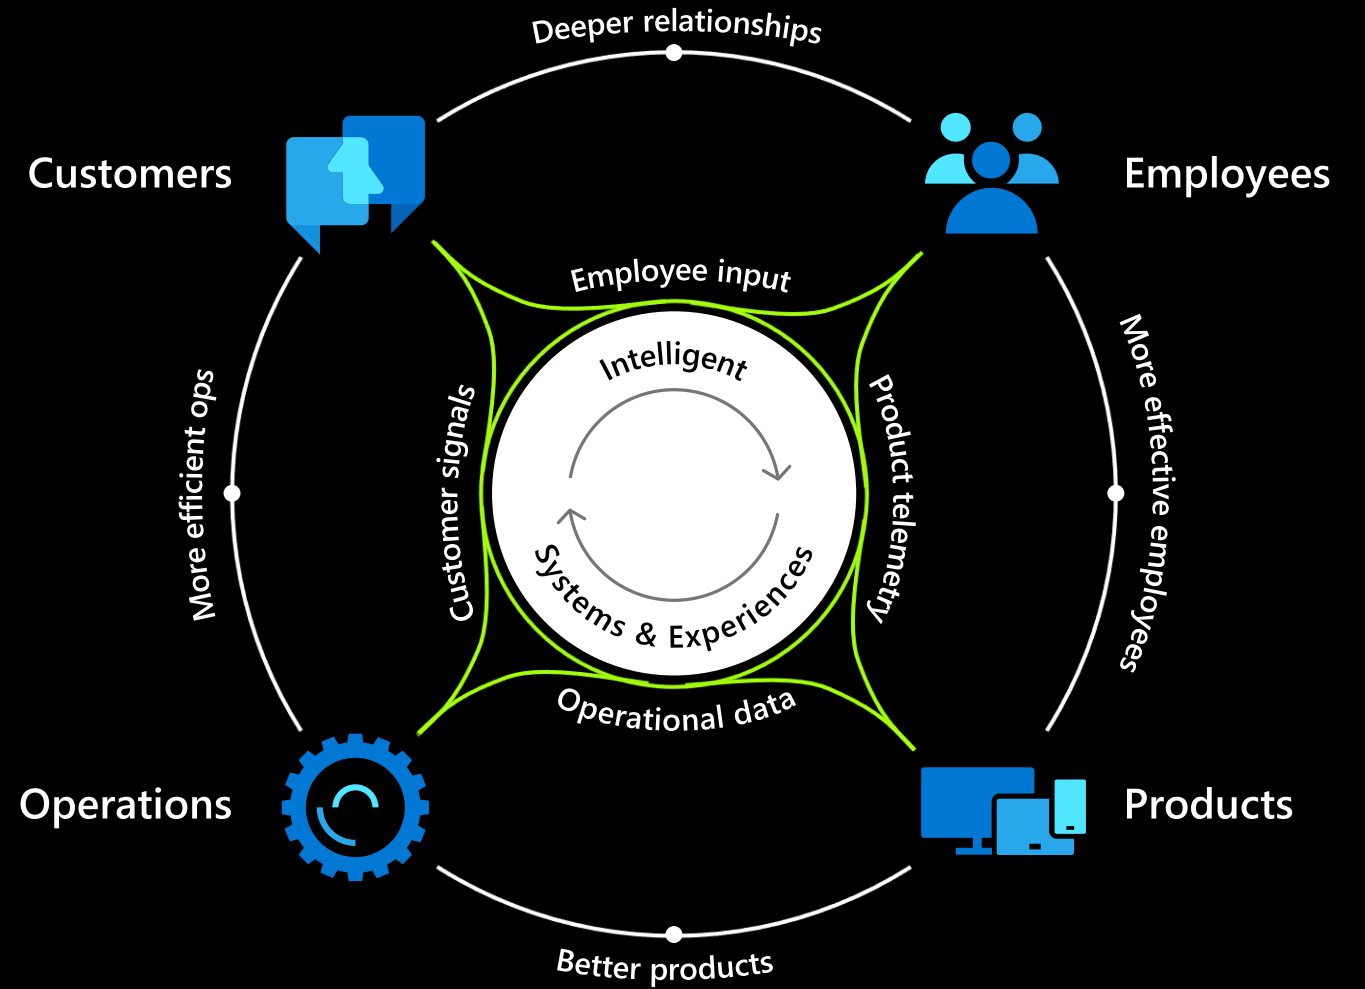 Deeper relationships
Customers
Employees
Employee input
Intelligent
More efficient ops
Customer signals
Product telemetry
More effective employees
Systems & Experiences
Operational data
Operations
Products
Better products